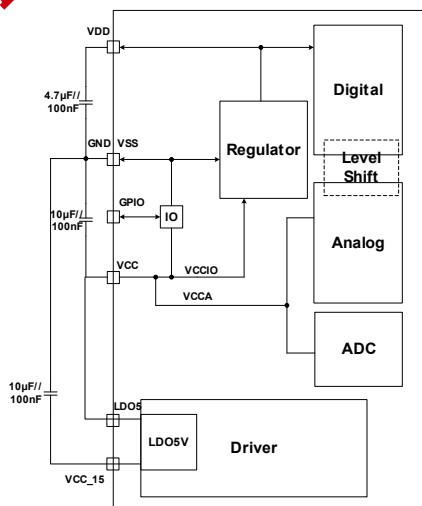 VDD
Digital
4.7μF//
100nF
GND VSS
Regulator
Level
Shift
GPIO
IO
10μF//
100nF
Analog
VCC
VCCIO
VCCA
ADC
10μF//
100nF
LDO5
LDO5V
Driver
VCC_15